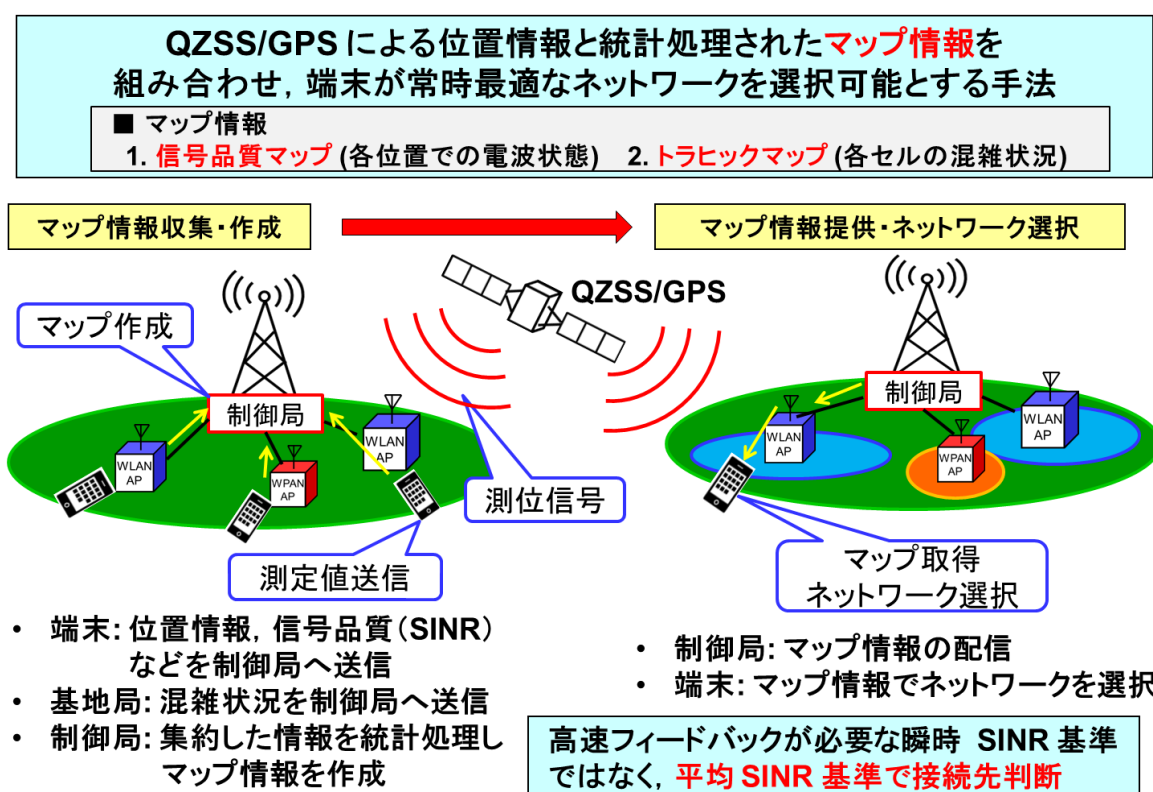 QZSS/GPS による位置情報と統計処理されたマップ情報を
組み合わせ, 端末が常時最適なネットワークを選択可能とする手法
■ マップ情報
1. 信号品質マップ (各位置での電波状態) 2. トラヒックマップ (各セルの混雑状況)
マップ情報収集・作成
マップ情報提供・ネットワーク選択
QZSS/GPS
マップ作成
制御局
WLAN
AP
WLAN
AP
WPAN
AP
測位信号
測定値送信
制御局
WLAN
AP
WLAN
AP
WPAN
AP
マップ取得
ネットワーク選択
• 端末: 位置情報, 信号品質(SINR)
などを制御局へ送信
• 基地局: 混雑状況を制御局へ送信
• 制御局: 集約した情報を統計処理し
マップ情報を作成
• 制御局: マップ情報の配信
• 端末: マップ情報でネットワークを選択
高速フィードバックが必要な瞬時 SINR 基準
ではなく, 平均 SINR 基準で接続先判断